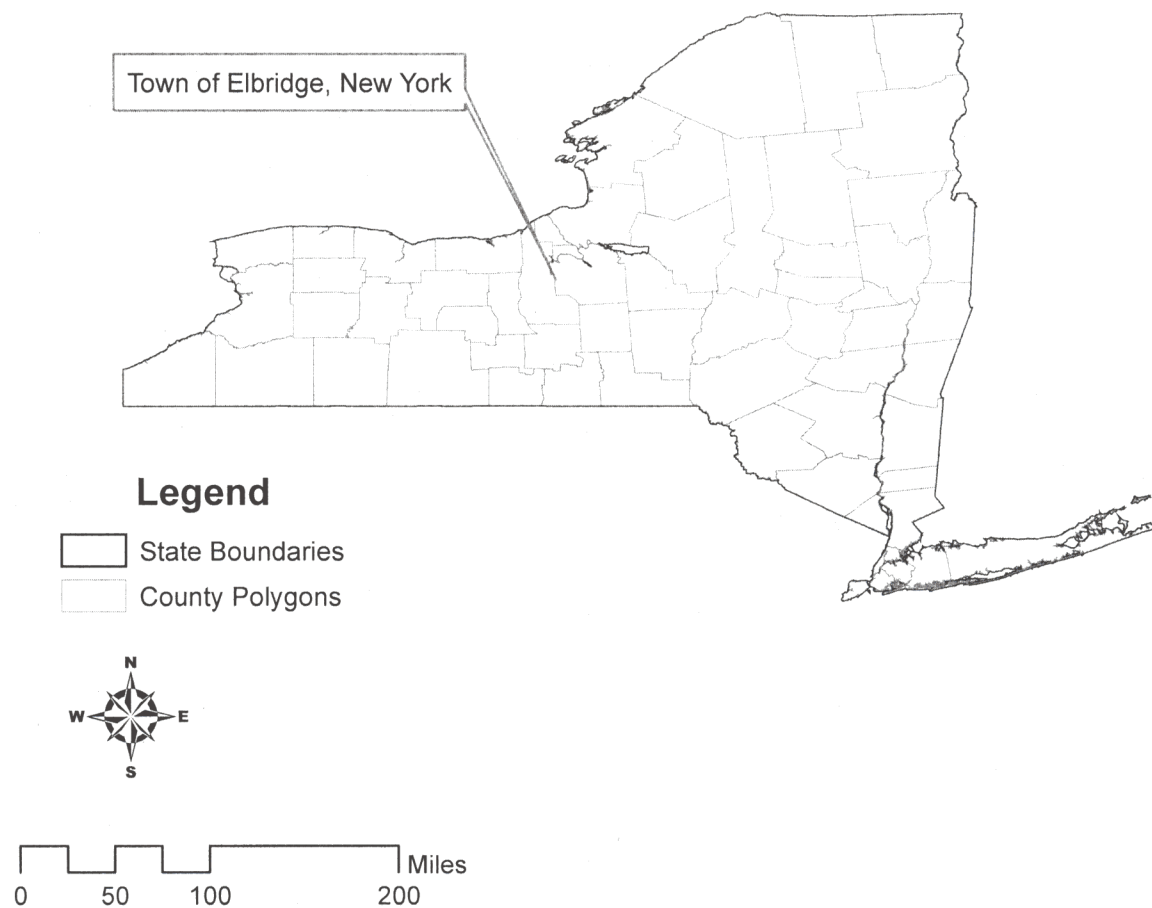 Town of Elbridge, New York
Legend
State Boundaries
County Polygons
N
W E
S
Miles
0 50 100 200